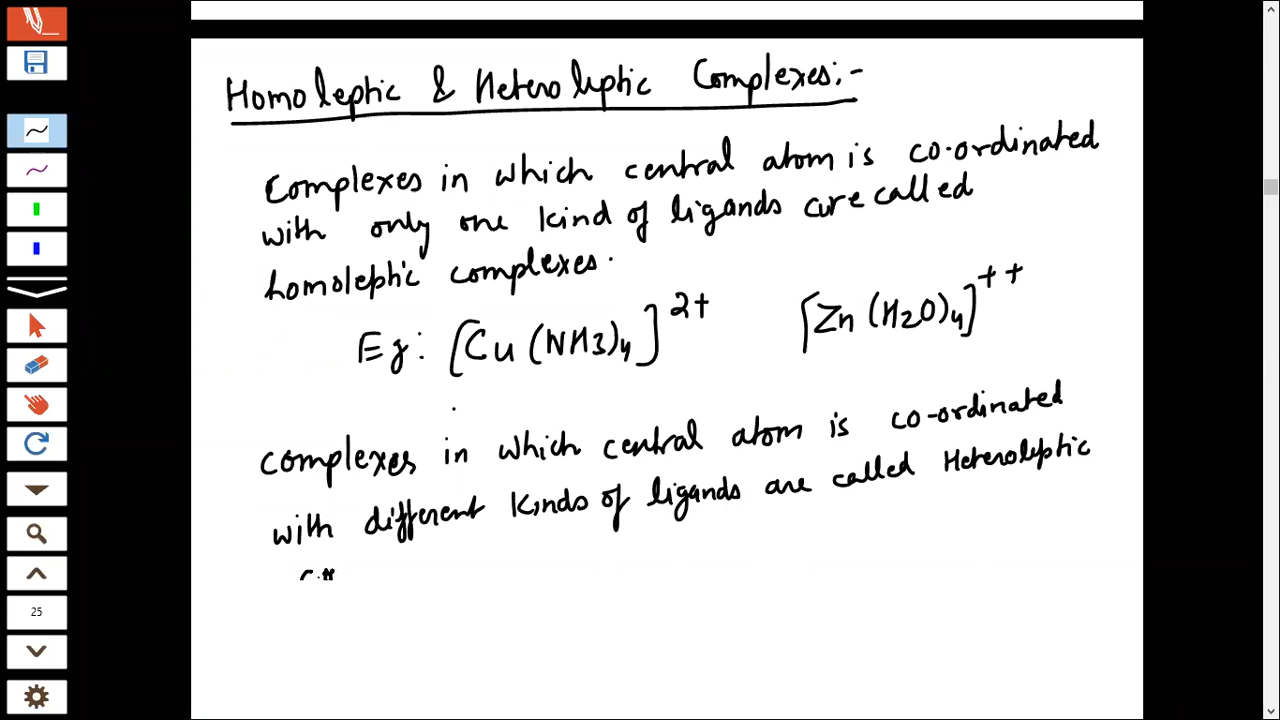 Homoleptic & Heteroleptic Complexes:-
Complexes in which central atom is co-ordinated
with only one kind of ligands are called
homoleptic complexes.
Eg: [Cu(NH3)4]2+ [Zn(H2O)4]++
Complexes in which central atom is co-ordinated
with different kinds of ligands are called Heteroleptic
25